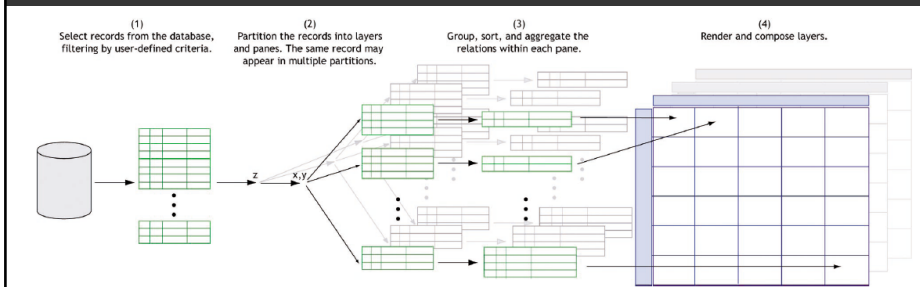 (1)
Select records from the database,
filtering by user-defined criteria.
(2)
Partition the records into layers
and panes. The same record may
appear in multiple partitions.
(3)
Group, sort, and aggregate the
relations within each pane.
(4)
Render and compose layers.
z
x,y